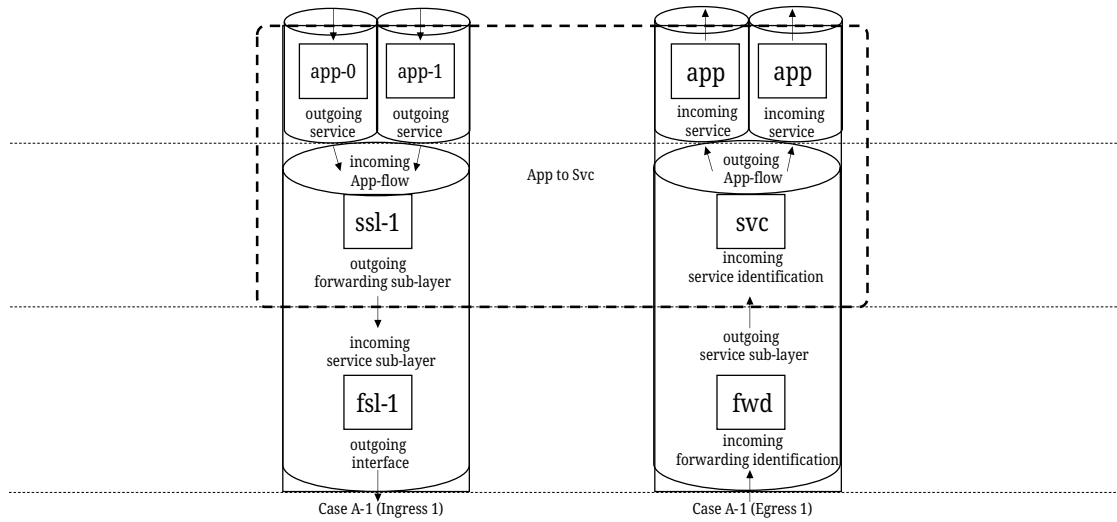 app-0
app-1
app
app
outgoing
service
outgoing
service
incoming
service
incoming
service
incoming
App-flow
App to Svc
outgoing
App-flow
ssl-1
svc
outgoing
forwarding sub-layer
incoming
service identification
incoming
service sub-layer
outgoing
service sub-layer
fsl-1
fwd
outgoing
interface
incoming
forwarding identification
Case A-1 (Ingress 1)
Case A-1 (Egress 1)